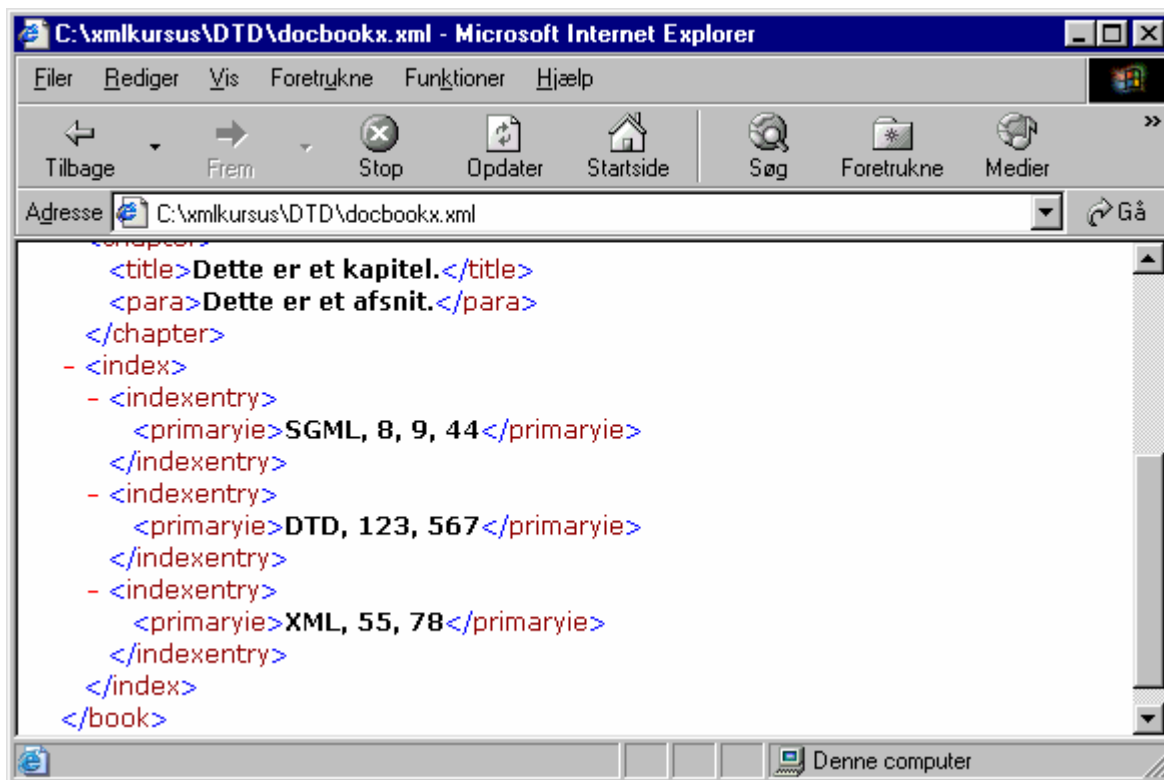 C:\xmlkursus\DTD\docbookx.xml - Microsoft Internet Explorer
Filer Rediger Vis Foretrukne Funktioner Hjælp
Tilbage Frem Stop Opdater Startside Søg Foretrukne Medier »
Adresse C:\xmlkursus\DTD\docbookx.xml Gå
<chapter>
<title>Dette er et kapitel.</title>
<para>Dette er et afsnit.</para>
</chapter>
- <index>
- <indexentry>
<primaryie>SGML, 8, 9, 44</primaryie>
</indexentry>
- <indexentry>
<primaryie>DTD, 123, 567</primaryie>
</indexentry>
- <indexentry>
<primaryie>XML, 55, 78</primaryie>
</indexentry>
</index>
</book>
Denne computer